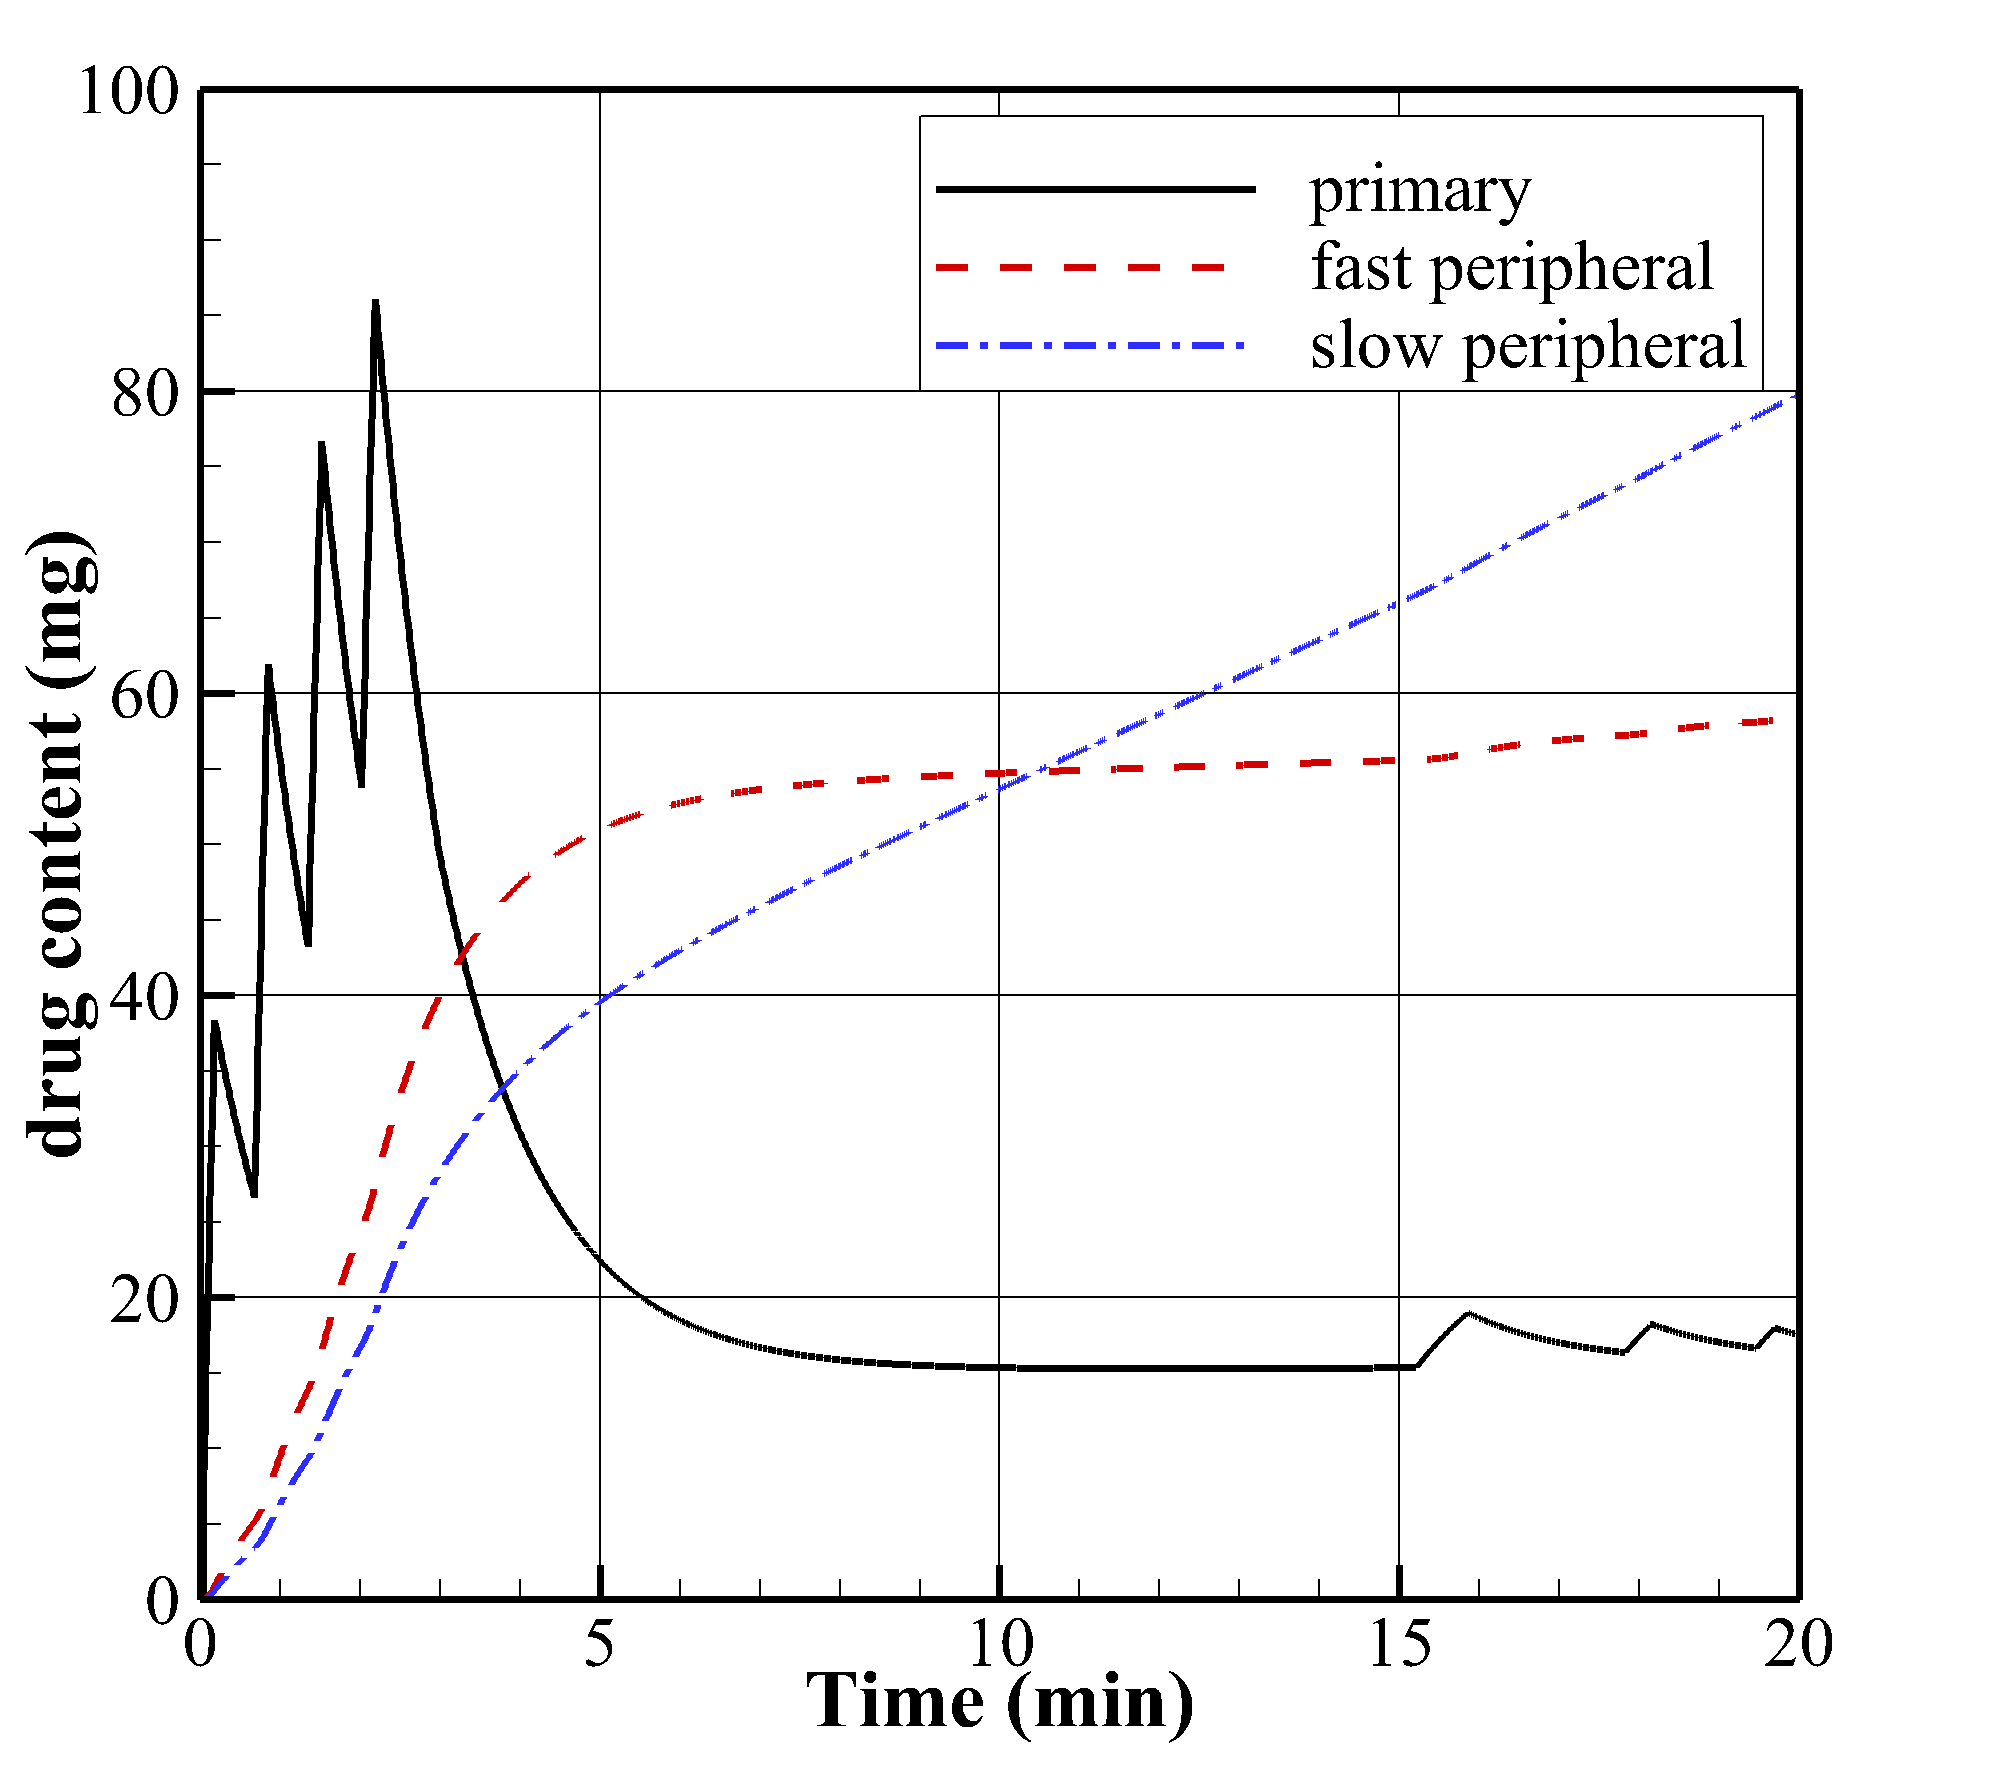 100
80
60
40
20
0
drug content (mg)
primary
fast peripheral
slow peripheral
0 5 10 15 20
Time (min)